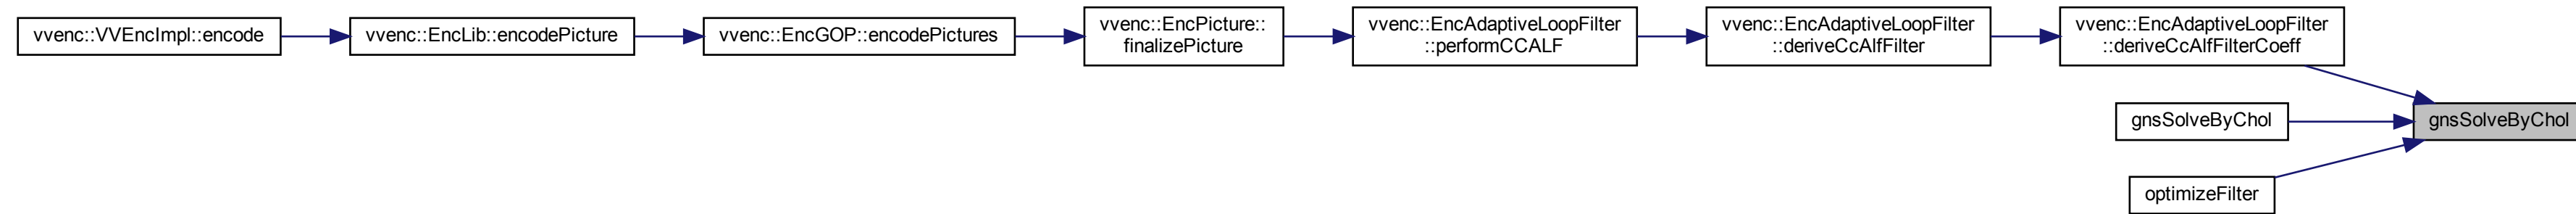 vvenc::VVEncImpl::encode
vvenc::EncLib::encodePicture
vvenc::EncGOP::encodePictures
vvenc::EncPicture::
finalizePicture
vvenc::EncAdaptiveLoopFilter
::performCCALF
vvenc::EncAdaptiveLoopFilter
::deriveCcAlfFilter
vvenc::EncAdaptiveLoopFilter
::deriveCcAlfFilterCoeff
gnsSolveByChol
gnsSolveByChol
optimizeFilter